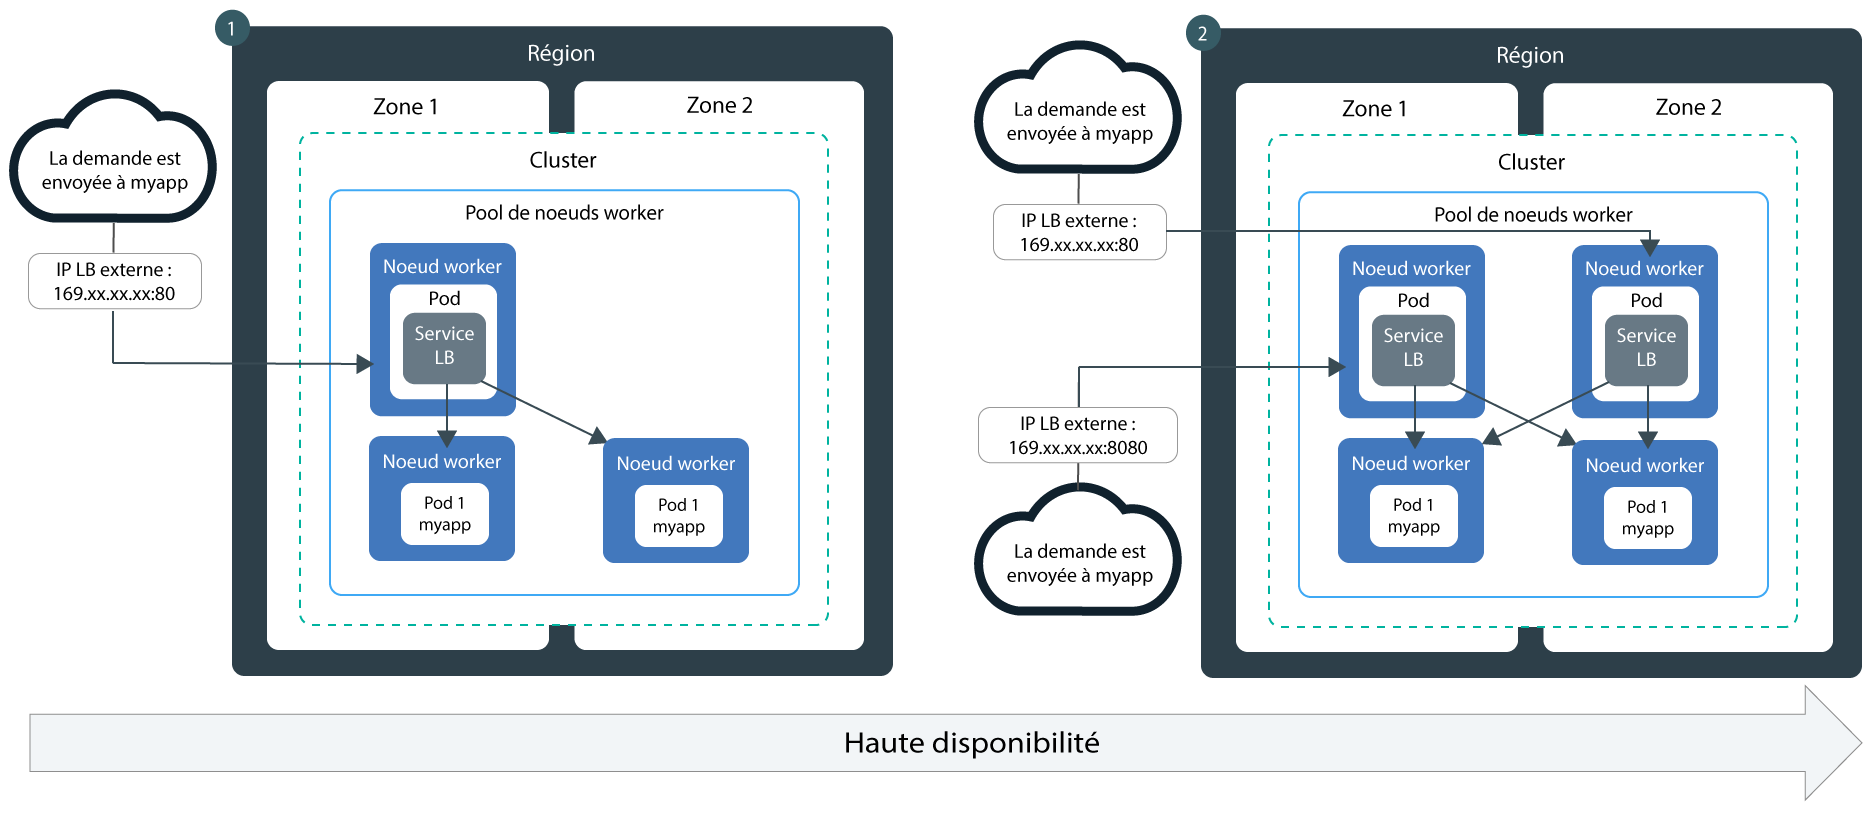 1
Région
Zone 1
Zone 2
La demande est
envoyée à myapp
IP LB externe :
169.xx.xx.xx:80
Cluster
Pool de noeuds worker
Noeud worker
Pod
Service
LB
Noeud worker
Pod 1
myapp
Noeud worker
Pod 1
myapp
2
Région
Zone 1
Zone 2
La demande est
envoyée à myapp
IP LB externe :
169.xx.xx.xx:80
IP LB externe :
169.xx.xx.xx:8080
La demande est
envoyée à myapp
Cluster
Pool de noeuds worker
Noeud worker
Pod
Service
LB
Noeud worker
Pod
Service
LB
Noeud worker
Pod 1
myapp
Noeud worker
Pod 1
myapp
Haute disponibilité